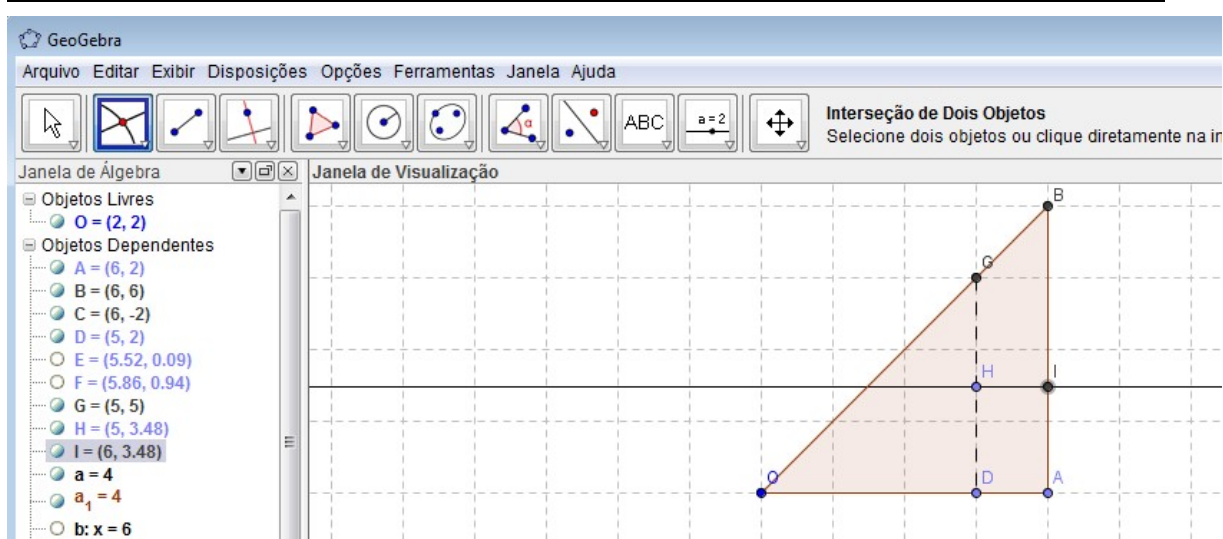 GeoGebra
Arquivo Editar Exibir Disposições Opções Ferramentas Janela Ajuda
ABC
a = 2
α
Interseção de Dois Objetos
Selecione dois objetos ou clique diretamente na in
Janela de Álgebra
Janela de Visualização
Objetos Livres
O = (2, 2)
Objetos Dependentes
A = (6, 2)
B = (6, 6)
C = (6, -2)
D = (5, 2)
E = (5.52, 0.09)
F = (5.86, 0.94)
G = (5, 5)
H = (5, 3.48)
I = (6, 3.48)
a = 4
a₁ = 4
b: x = 6
B
G
H
I
O
D
A